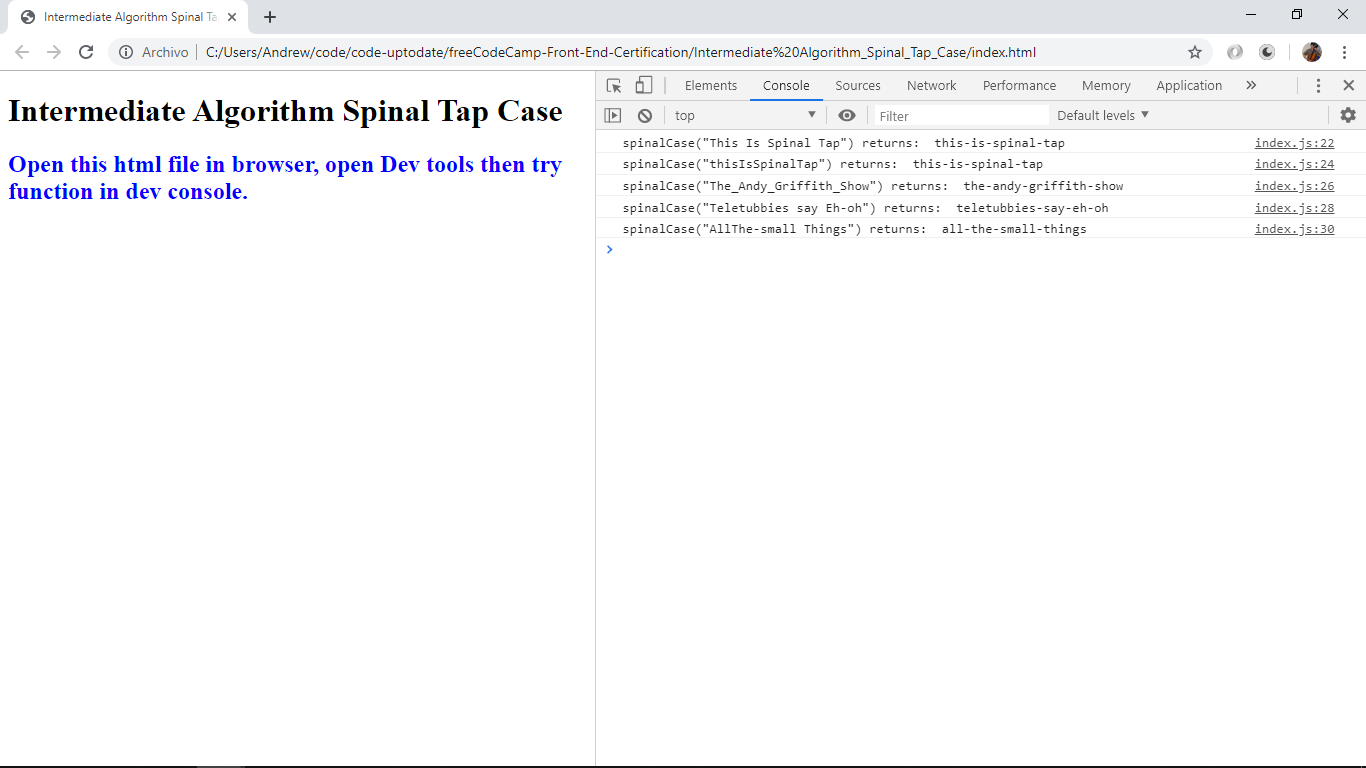 Intermediate Algorithm Spinal Ta
Archivo C:/Users/Andrew/code/code-uptodate/freeCodeCamp-Front-End-Certification/Intermediate%20Algorithm_Spinal_Tap_Case/index.html
Intermediate Algorithm Spinal Tap Case
Open this html file in browser, open Dev tools then try
function in dev console.
Elements Console Sources Network Performance Memory Application
top Filter Default levels
spinalCase("This Is Spinal Tap") returns:  this-is-spinal-tap index.js:22
spinalCase("thisIsSpinalTap") returns:  this-is-spinal-tap index.js:24
spinalCase("The_Andy_Griffith_Show") returns:  the-andy-griffith-show index.js:26
spinalCase("Teletubbies say Eh-oh") returns:  teletubbies-say-eh-oh index.js:28
spinalCase("AllThe-small Things") returns:  all-the-small-things index.js:30